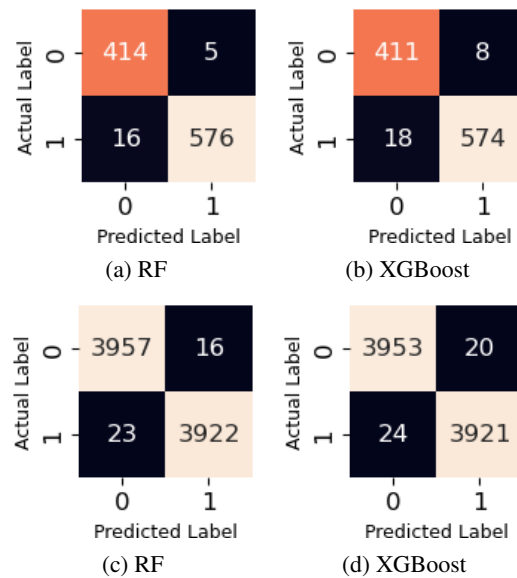 0 414 5 0 411 8
1 16 576 1 18 574
0 1 0 1
Actual Label Actual Label
Predicted Label Predicted Label
(a) RF (b) XGBoost
0 3957 16 0 3953 20
1 23 3922 1 24 3921
0 1 0 1
Actual Label Actual Label
Predicted Label Predicted Label
(c) RF (d) XGBoost